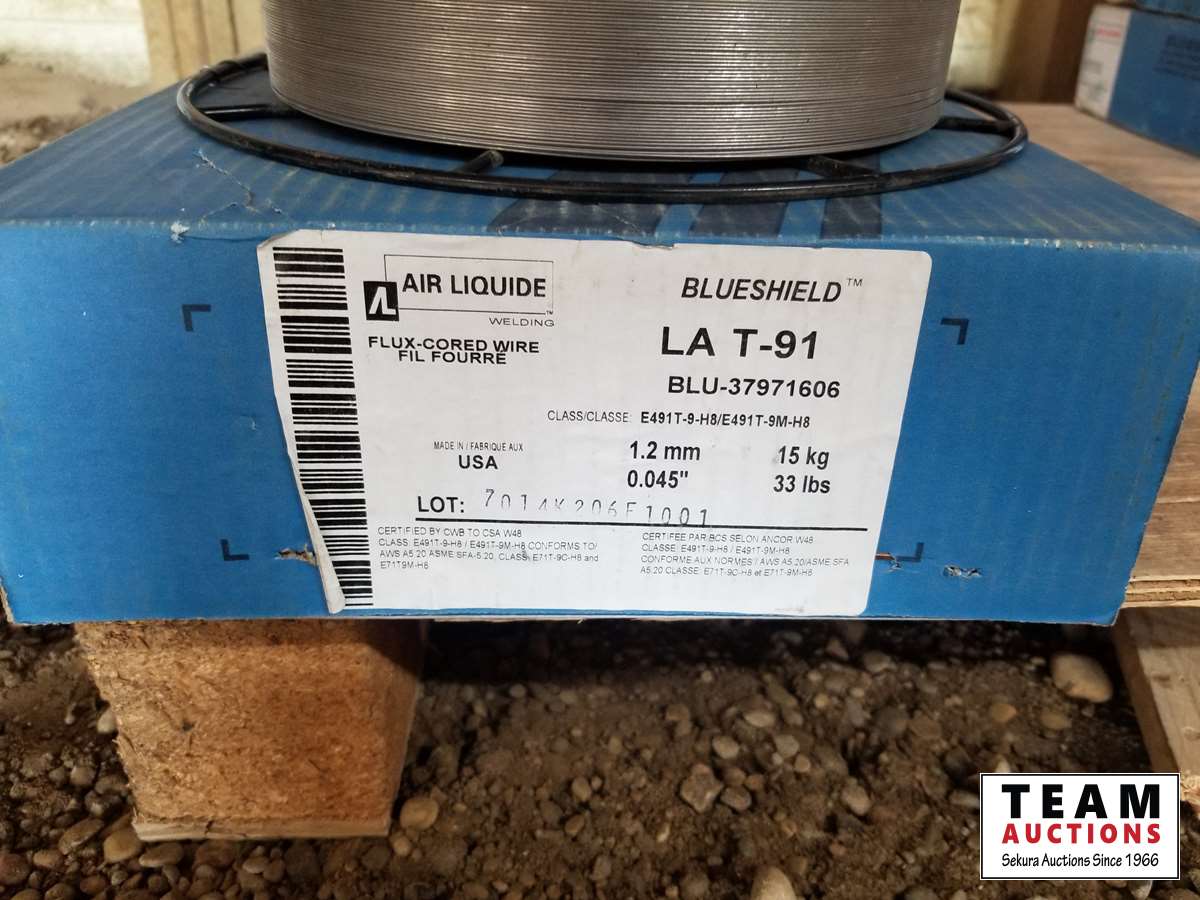 AIR LIQUIDE™
WELDING
FLUX-CORED WIRE
FIL FOURRÉ
BLUESHIELD™
LA T-91
BLU-37971606
CLASS/CLASSE: E491T-9-H8/E491T-9M-H8
MADE IN / FABRIQUE AUX
USA
1.2 mm 15 kg
0.045" 33 lbs
LOT: 7014K206F1001
CERTIFIED BY CWB TO CSA W48
CLASS: E491T-9-H8 / E491T-9M-H8 CONFORMS TO/
AWS A5.20 ASME SFA-5.20, CLASS, E71T-9C-H8 and
E71T9M-H8
CERTIFEE PAR BCS SELON ANCOR W48
CLASSE: E491T-9-H8 / E491T-9M-H8
CONFORME AUX NORMES / AWS A5.20/ASME SFA
A5.20 CLASSE: E71T-9C-H8 et E71T-9M-H8
TEAM
AUCTIONS
Sekura Auctions Since 1966